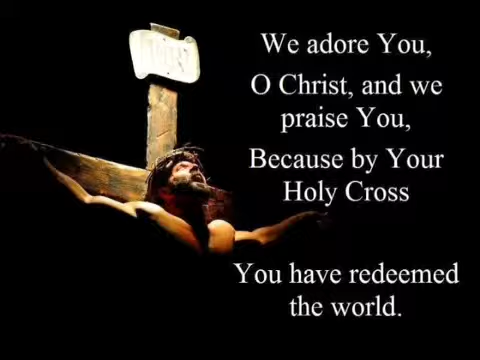 We adore You,
O Christ, and we
praise You,
Because by Your
Holy Cross
You have redeemed
the world.